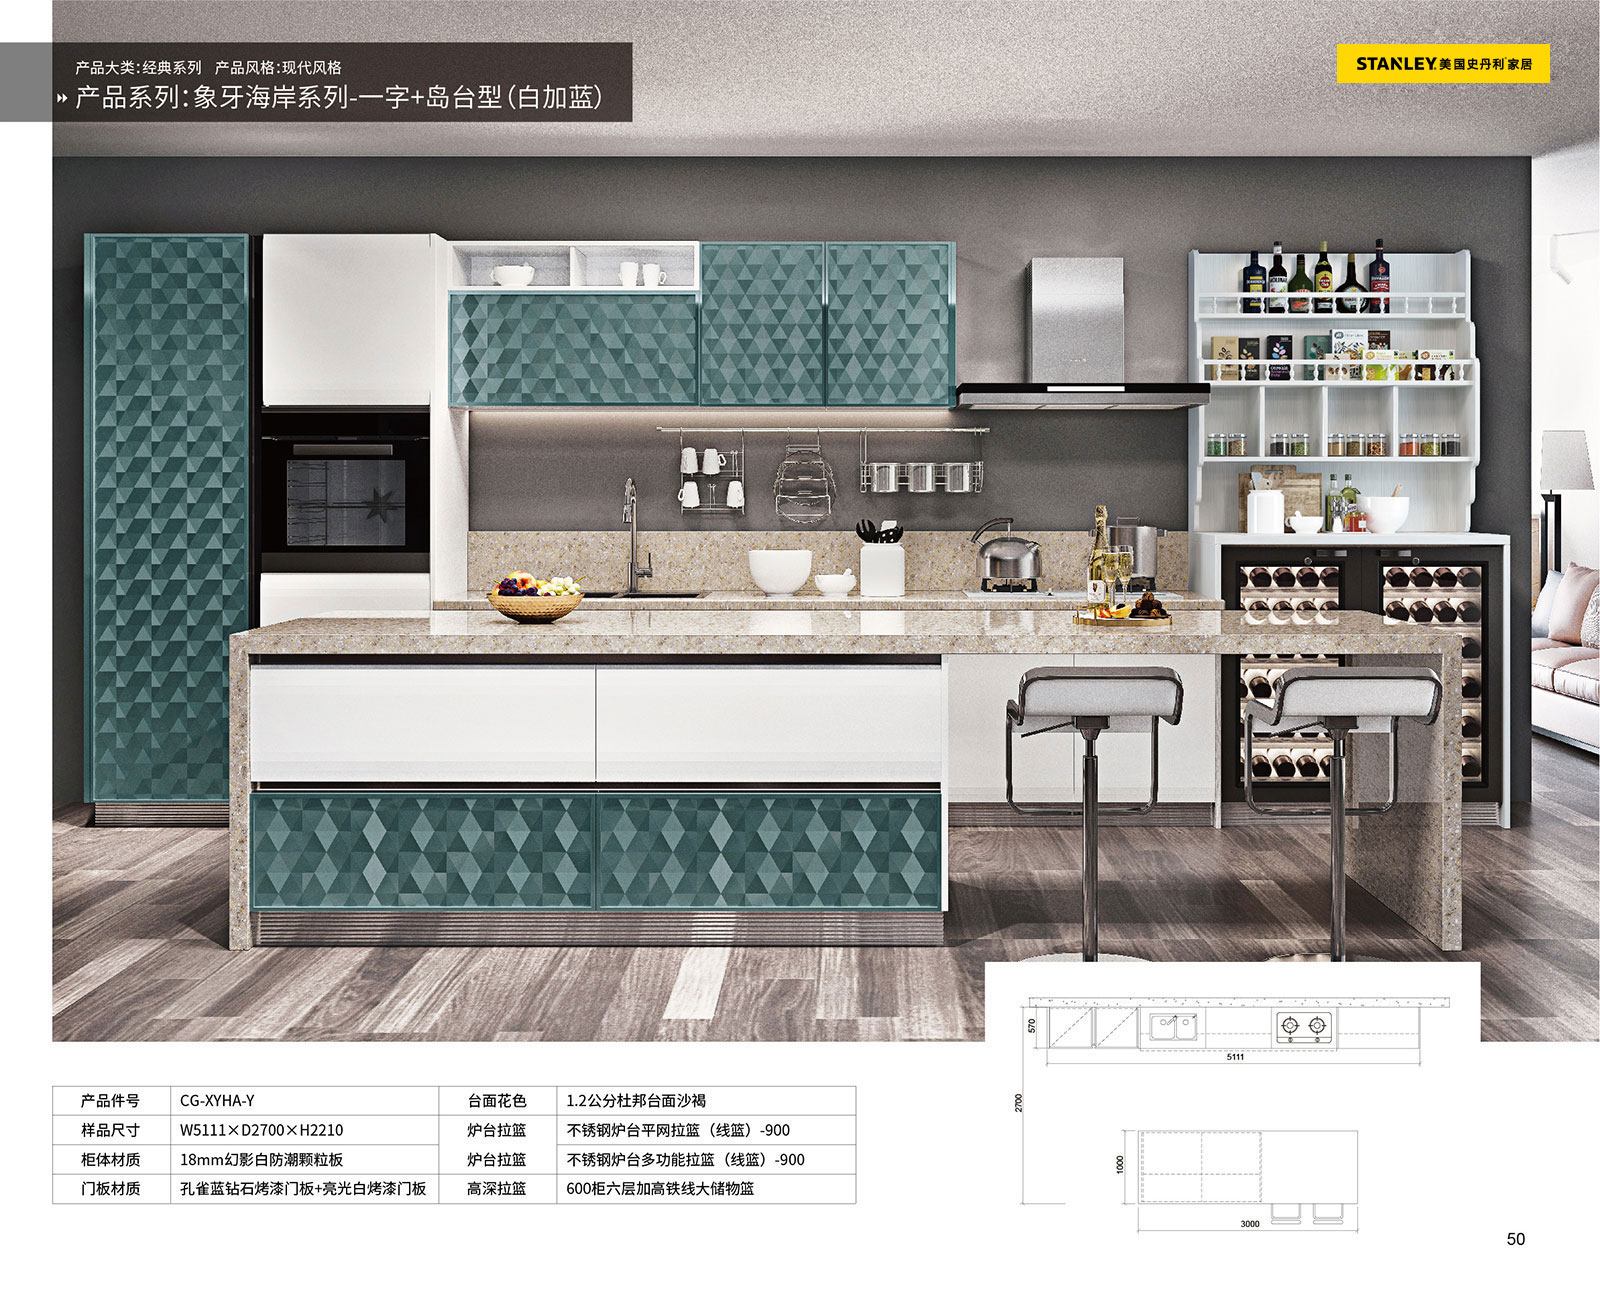 产品大类:经典系列 产品风格:现代风格
产品系列:象牙海岸系列-一字+岛台型(白加蓝)
STANLEY.美国史丹利家居
570
5111
2700
1000
3000
产品件号 CG-XYHA-Y 台面花色 1.2公分杜邦台面沙褐
样品尺寸 W5111×D2700×H2210 炉台拉篮 不锈钢炉台平网拉篮(线篮)-900
柜体材质 18mm幻影白防潮颗粒板 炉台拉篮 不锈钢炉台多功能拉篮(线篮)-900
门板材质 孔雀蓝钻石烤漆门板+亮光白烤漆门板 高深拉篮 600柜六层加高铁线大储物篮
50